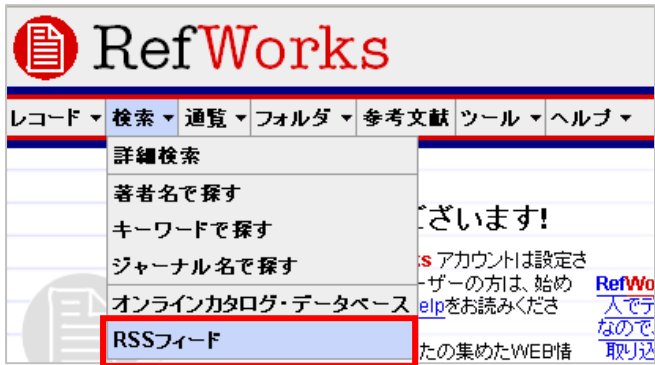 RefWorks
レコード ▼ 検索 ▼ 通覧 ▼ フォルダ ▼ 参考文献 ツール ▼ ヘルプ ▼
詳細検索
著者名で探す
ございます!
キーワードで探す
s アカウントは設定さ
ジャーナル名で探す
ーザーの方は、始め RefWo
オンラインカタログ・データベース elpをお読みくださ 人でテ
なので、
RSSフィード
たの集めたWEB情 取り込